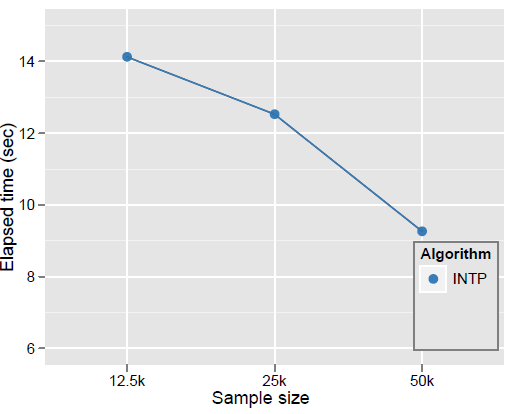 Elapsed time (sec)
14
12
10
8
6
Algorithm
INTP
12.5k
25k
50k
Sample size